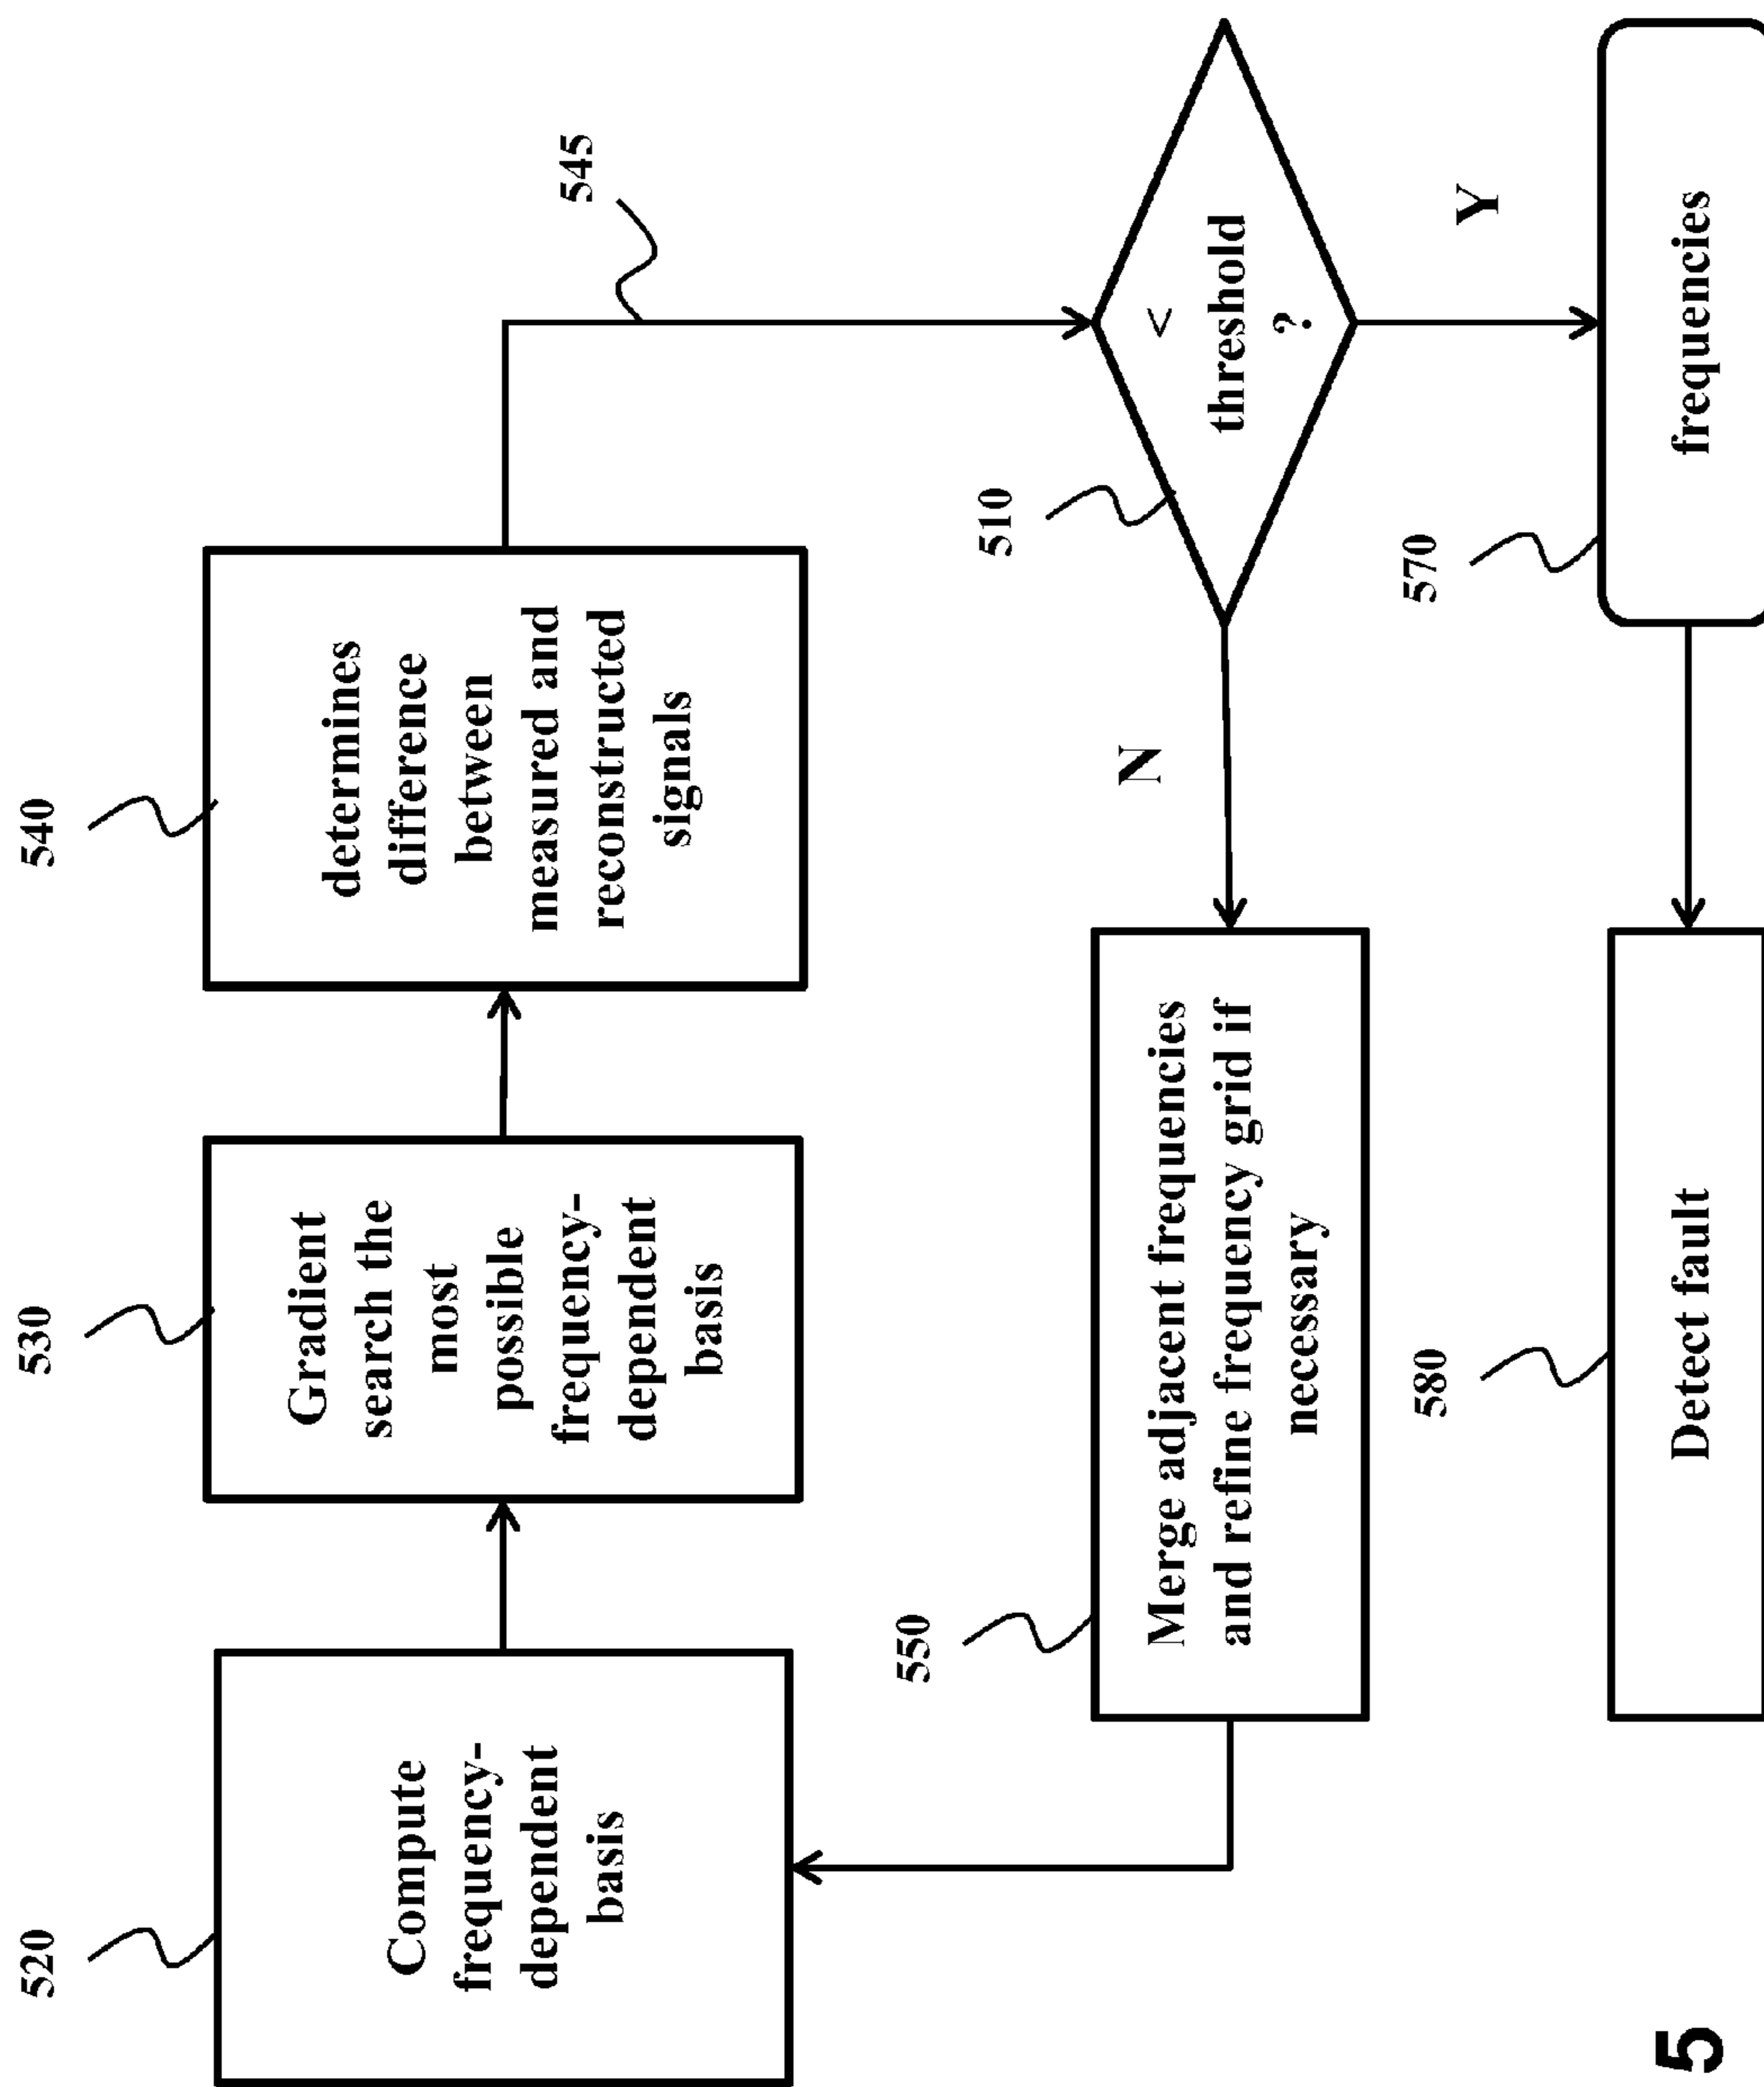 520
Compute
frequency-
dependent
basis
530
Gradient
search the
most
possible
frequency-
dependent
basis
540
determines
difference
between
measured and
reconstructed
signals
545
510
<
threshold
?
N
Y
550
Merge adjacent frequencies
and refine frequency grid if
necessary
570
frequencies
580
Detect fault
5